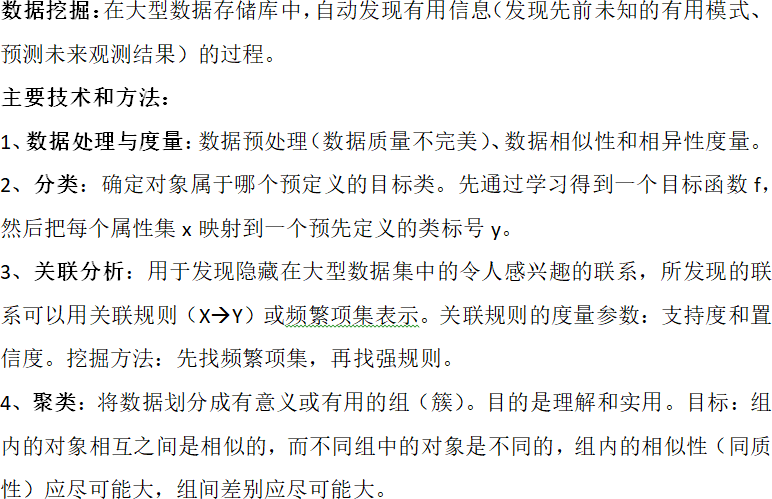 数据挖掘：在大型数据存储库中，自动发现有用信息（发现先前未知的有用模式、
预测未来观测结果）的过程。
主要技术和方法：
1、数据处理与度量：数据预处理（数据质量不完美）、数据相似性和相异性度量。
2、分类：确定对象属于哪个预定义的目标类。先通过学习得到一个目标函数 f，
然后把每个属性集 x 映射到一个预先定义的类标号 y。
3、关联分析：用于发现隐藏在大型数据集中的令人感兴趣的联系，所发现的联
系可以用关联规则（X→Y）或频繁项集表示。关联规则的度量参数：支持度和置
信度。挖掘方法：先找频繁项集，再找强规则。
4、聚类：将数据划分成有意义或有用的组（簇）。目的是理解和实用。目标：组
内的对象相互之间是相似的，而不同组中的对象是不同的，组内的相似性（同质
性）应尽可能大，组间差别应尽可能大。